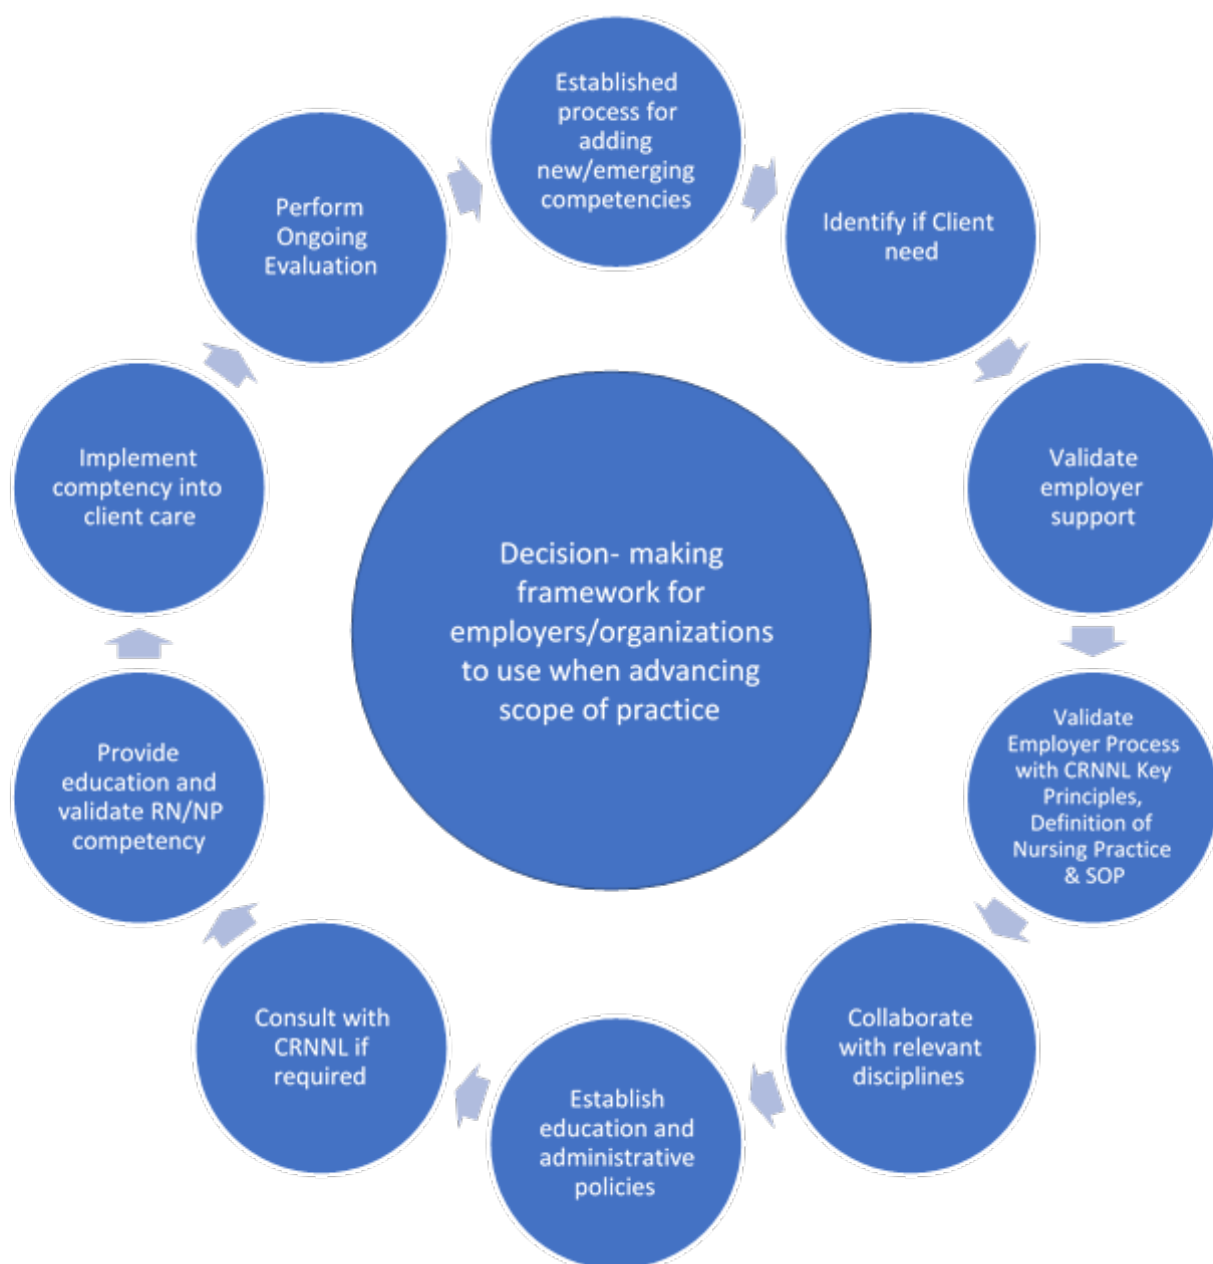 Established
process for
adding
new/emerging
competencies
Identify if Client
need
Validate
employer
support
Validate
Employer Process
with CRNNL Key
Principles,
Definition of
Nursing Practice
& SOP
Collaborate
with relevant
disciplines
Establish
education and
administrative
policies
Consult with
CRNNL if
required
Provide
education and
validate RN/NP
competency
Implement
comptency into
client care
Perform
Ongoing
Evaluation
Decision- making
framework for
employers/organizations
to use when advancing
scope of practice